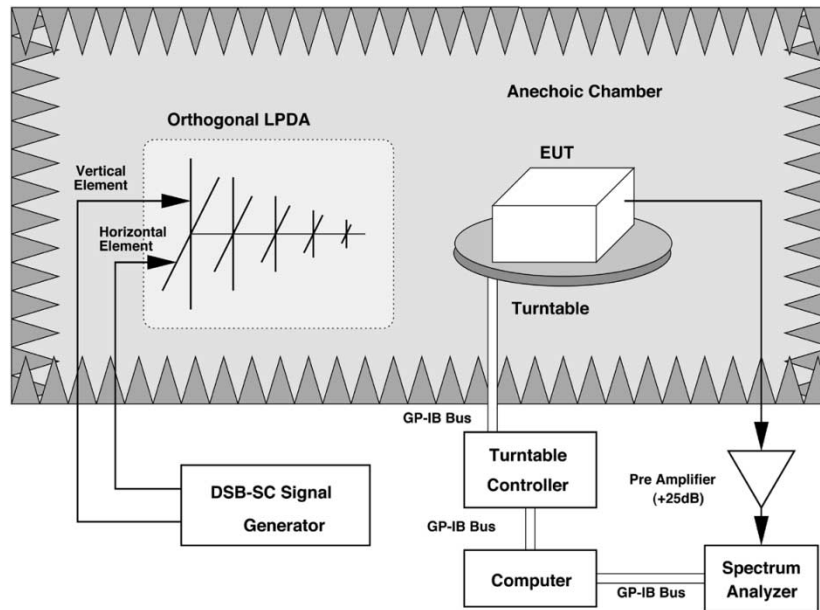 Anechoic Chamber
Orthogonal LPDA
EUT
Vertical
Element
Horizontal
Element
Turntable
GP-IB Bus
Turntable
Controller
Pre Amplifier
(+25dB)
DSB-SC Signal
Generator
GP-IB Bus
Computer
GP-IB Bus
Spectrum
Analyzer